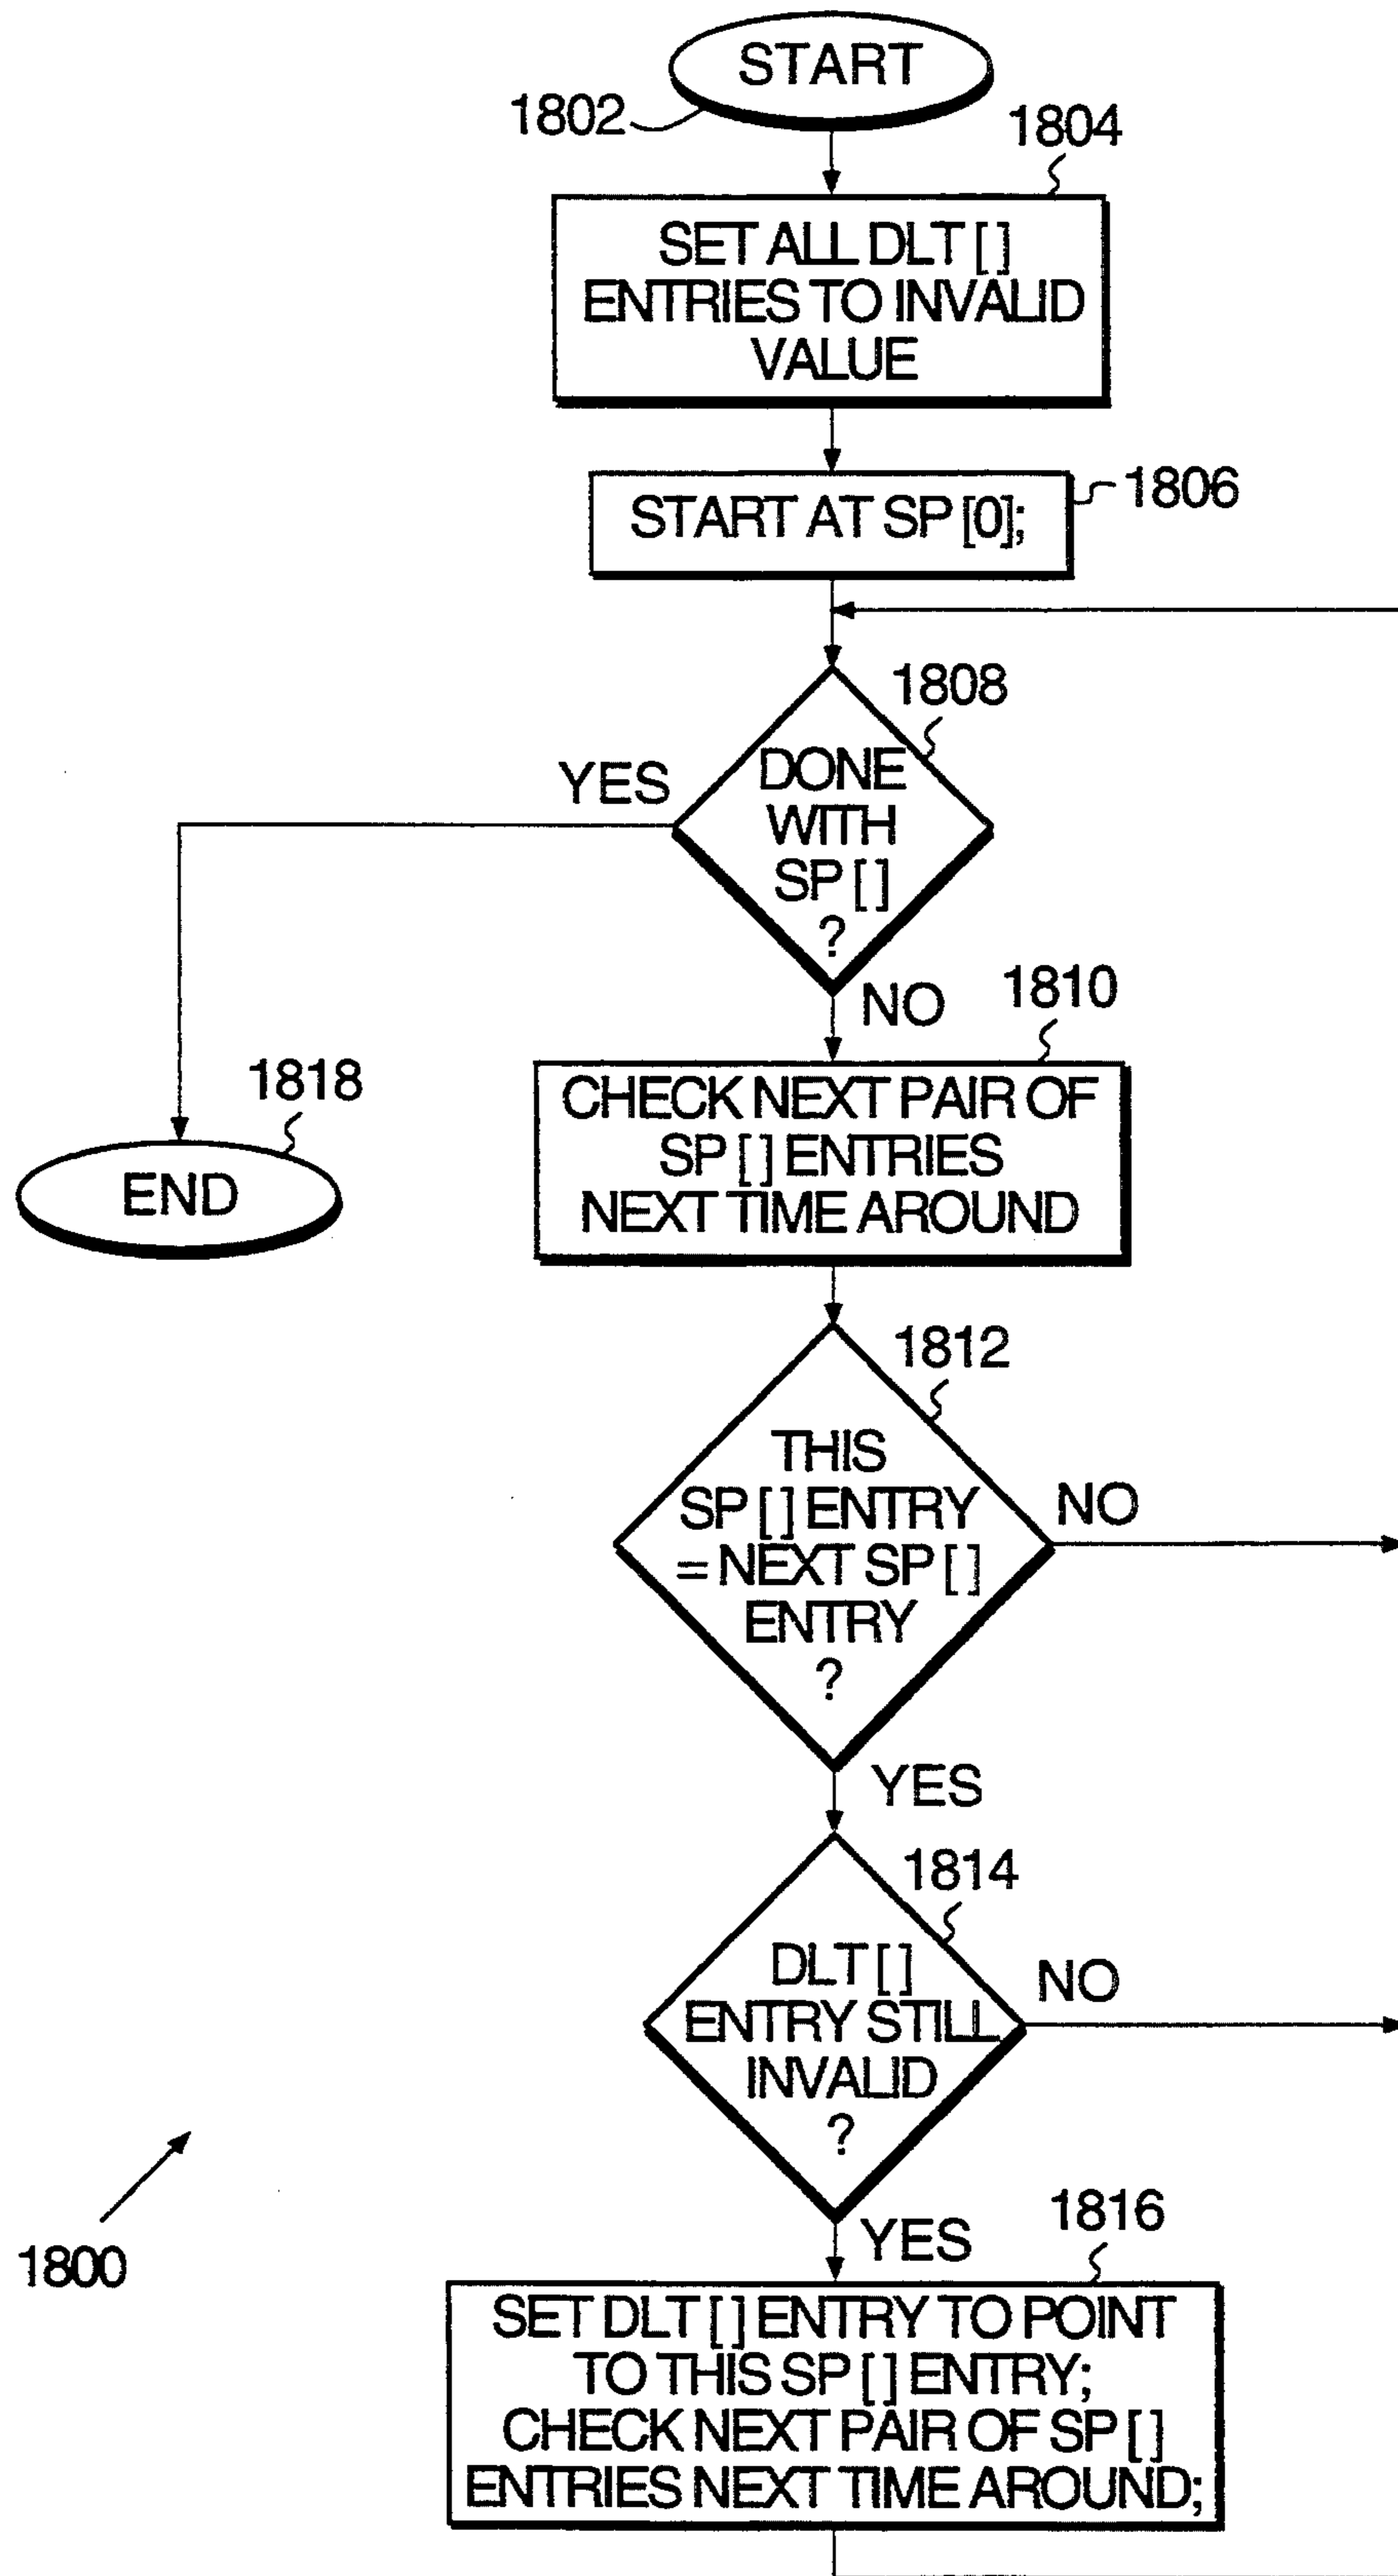 START
1802
1804
SET ALL DLT [ ]
ENTRIES TO INVALID
VALUE
START AT SP [0];
1806
1808
DONE
WITH
SP [ ]
?
YES
NO
1810
1818
END
CHECK NEXT PAIR OF
SP [ ] ENTRIES
NEXT TIME AROUND
1812
THIS
SP [ ] ENTRY
= NEXT SP [ ]
ENTRY
?
NO
YES
1814
DLT [ ]
ENTRY STILL
INVALID
?
NO
YES
1816
1800
SET DLT [ ] ENTRY TO POINT
TO THIS SP [ ] ENTRY;
CHECK NEXT PAIR OF SP [ ]
ENTRIES NEXT TIME AROUND;